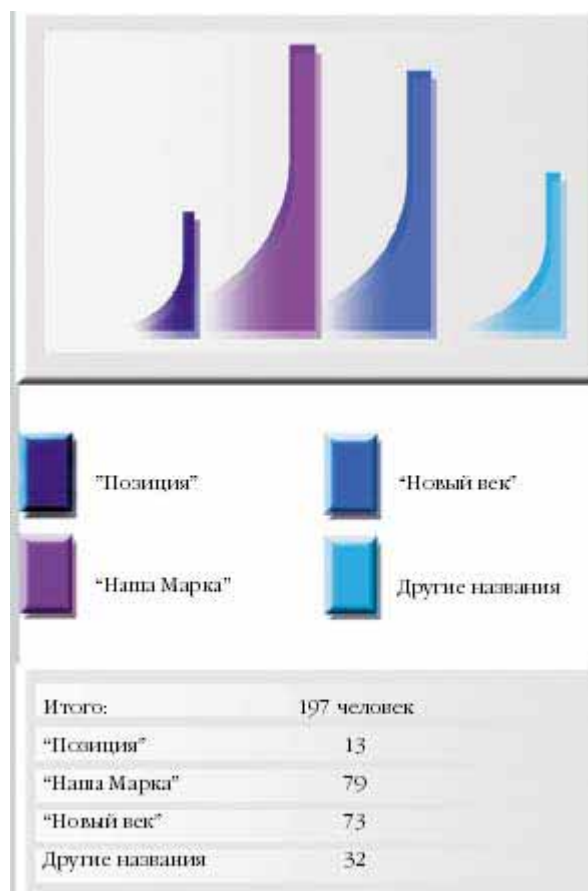 ”Позиция”
“Новый век”
“Наша Марка”
Другие названия
Итого: 197 человек
“Позиция” 13
“Наша Марка” 79
“Новый век” 73
Другие названия 32